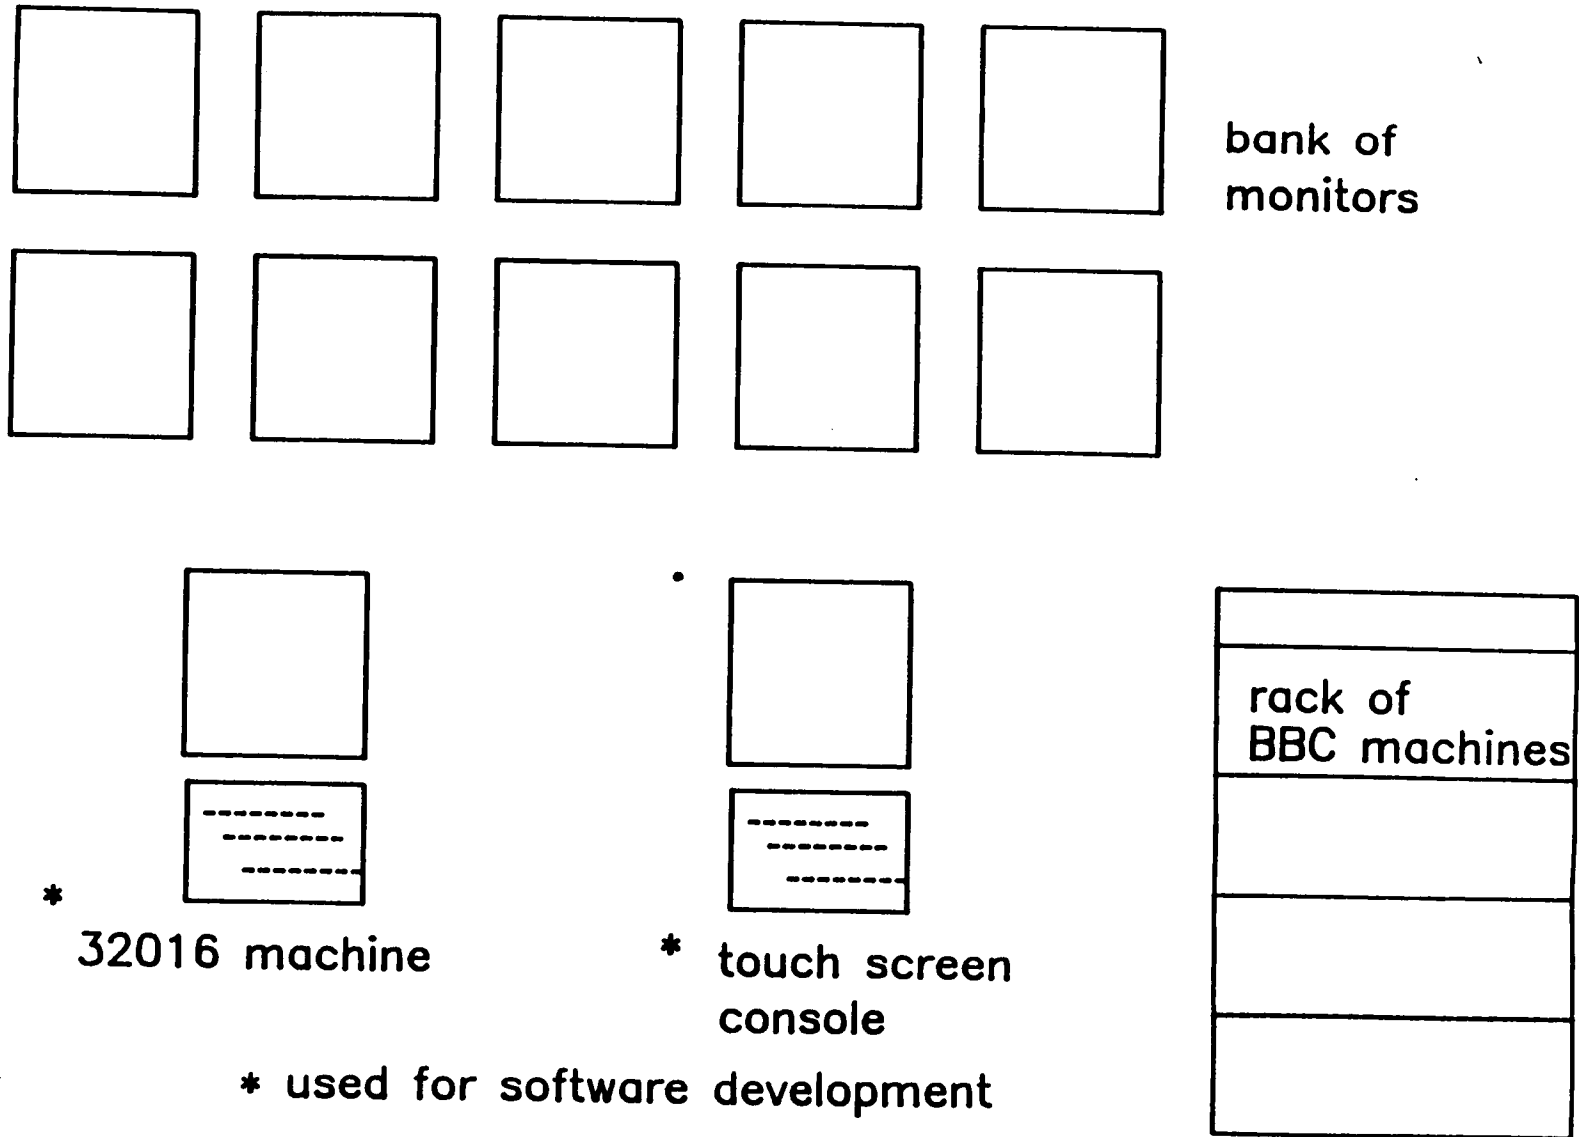 bank of
monitors
rack of
BBC machines
*
32016 machine
* touch screen
console
* used for software development